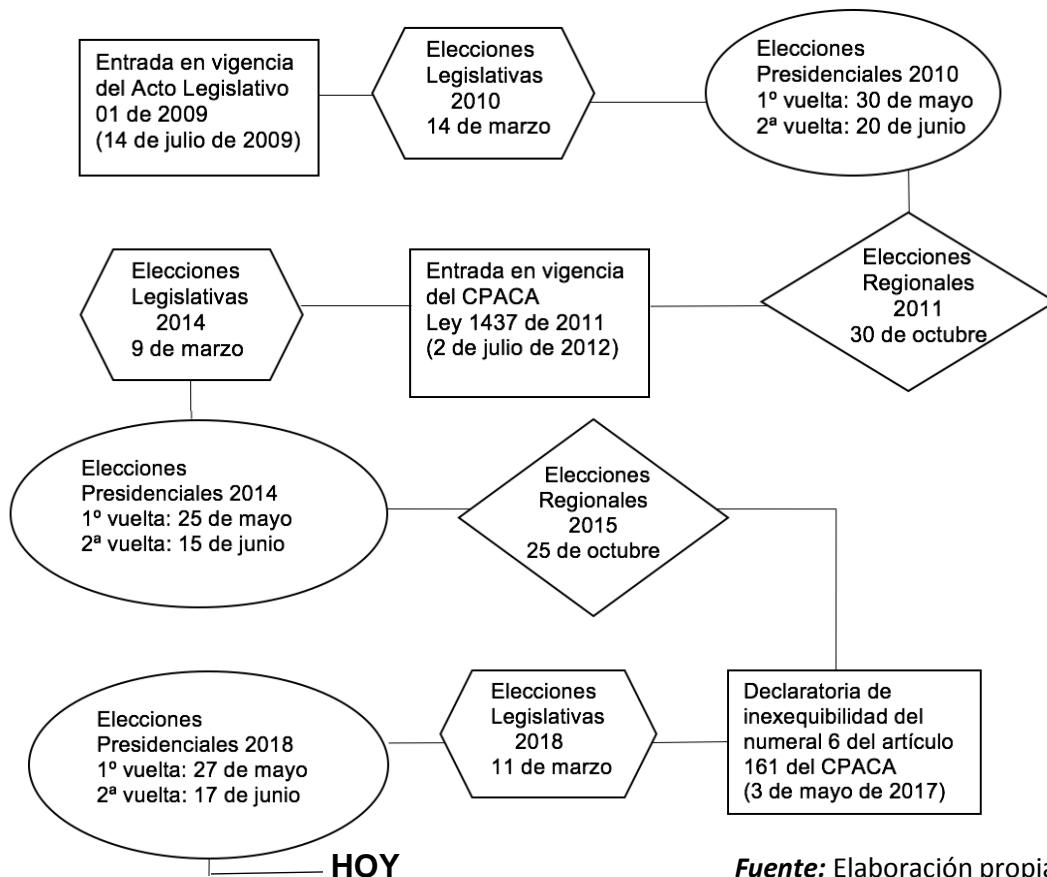 Entrada en vigencia
del Acto Legislativo
01 de 2009
(14 de julio de 2009)
Elecciones
Legislativas
2010
14 de marzo
Elecciones
Presidenciales 2010
1º vuelta: 30 de mayo
2ª vuelta: 20 de junio
Elecciones
Regionales
2011
30 de octubre
Entrada en vigencia
del CPACA
Ley 1437 de 2011
(2 de julio de 2012)
Elecciones
Legislativas
2014
9 de marzo
Elecciones
Presidenciales 2014
1º vuelta: 25 de mayo
2ª vuelta: 15 de junio
Elecciones
Regionales
2015
25 de octubre
Declaratoria de
inexequibilidad del
numeral 6 del artículo
161 del CPACA
(3 de mayo de 2017)
Elecciones
Legislativas
2018
11 de marzo
Elecciones
Presidenciales 2018
1º vuelta: 27 de mayo
2ª vuelta: 17 de junio
HOY
Fuente: Elaboración propia